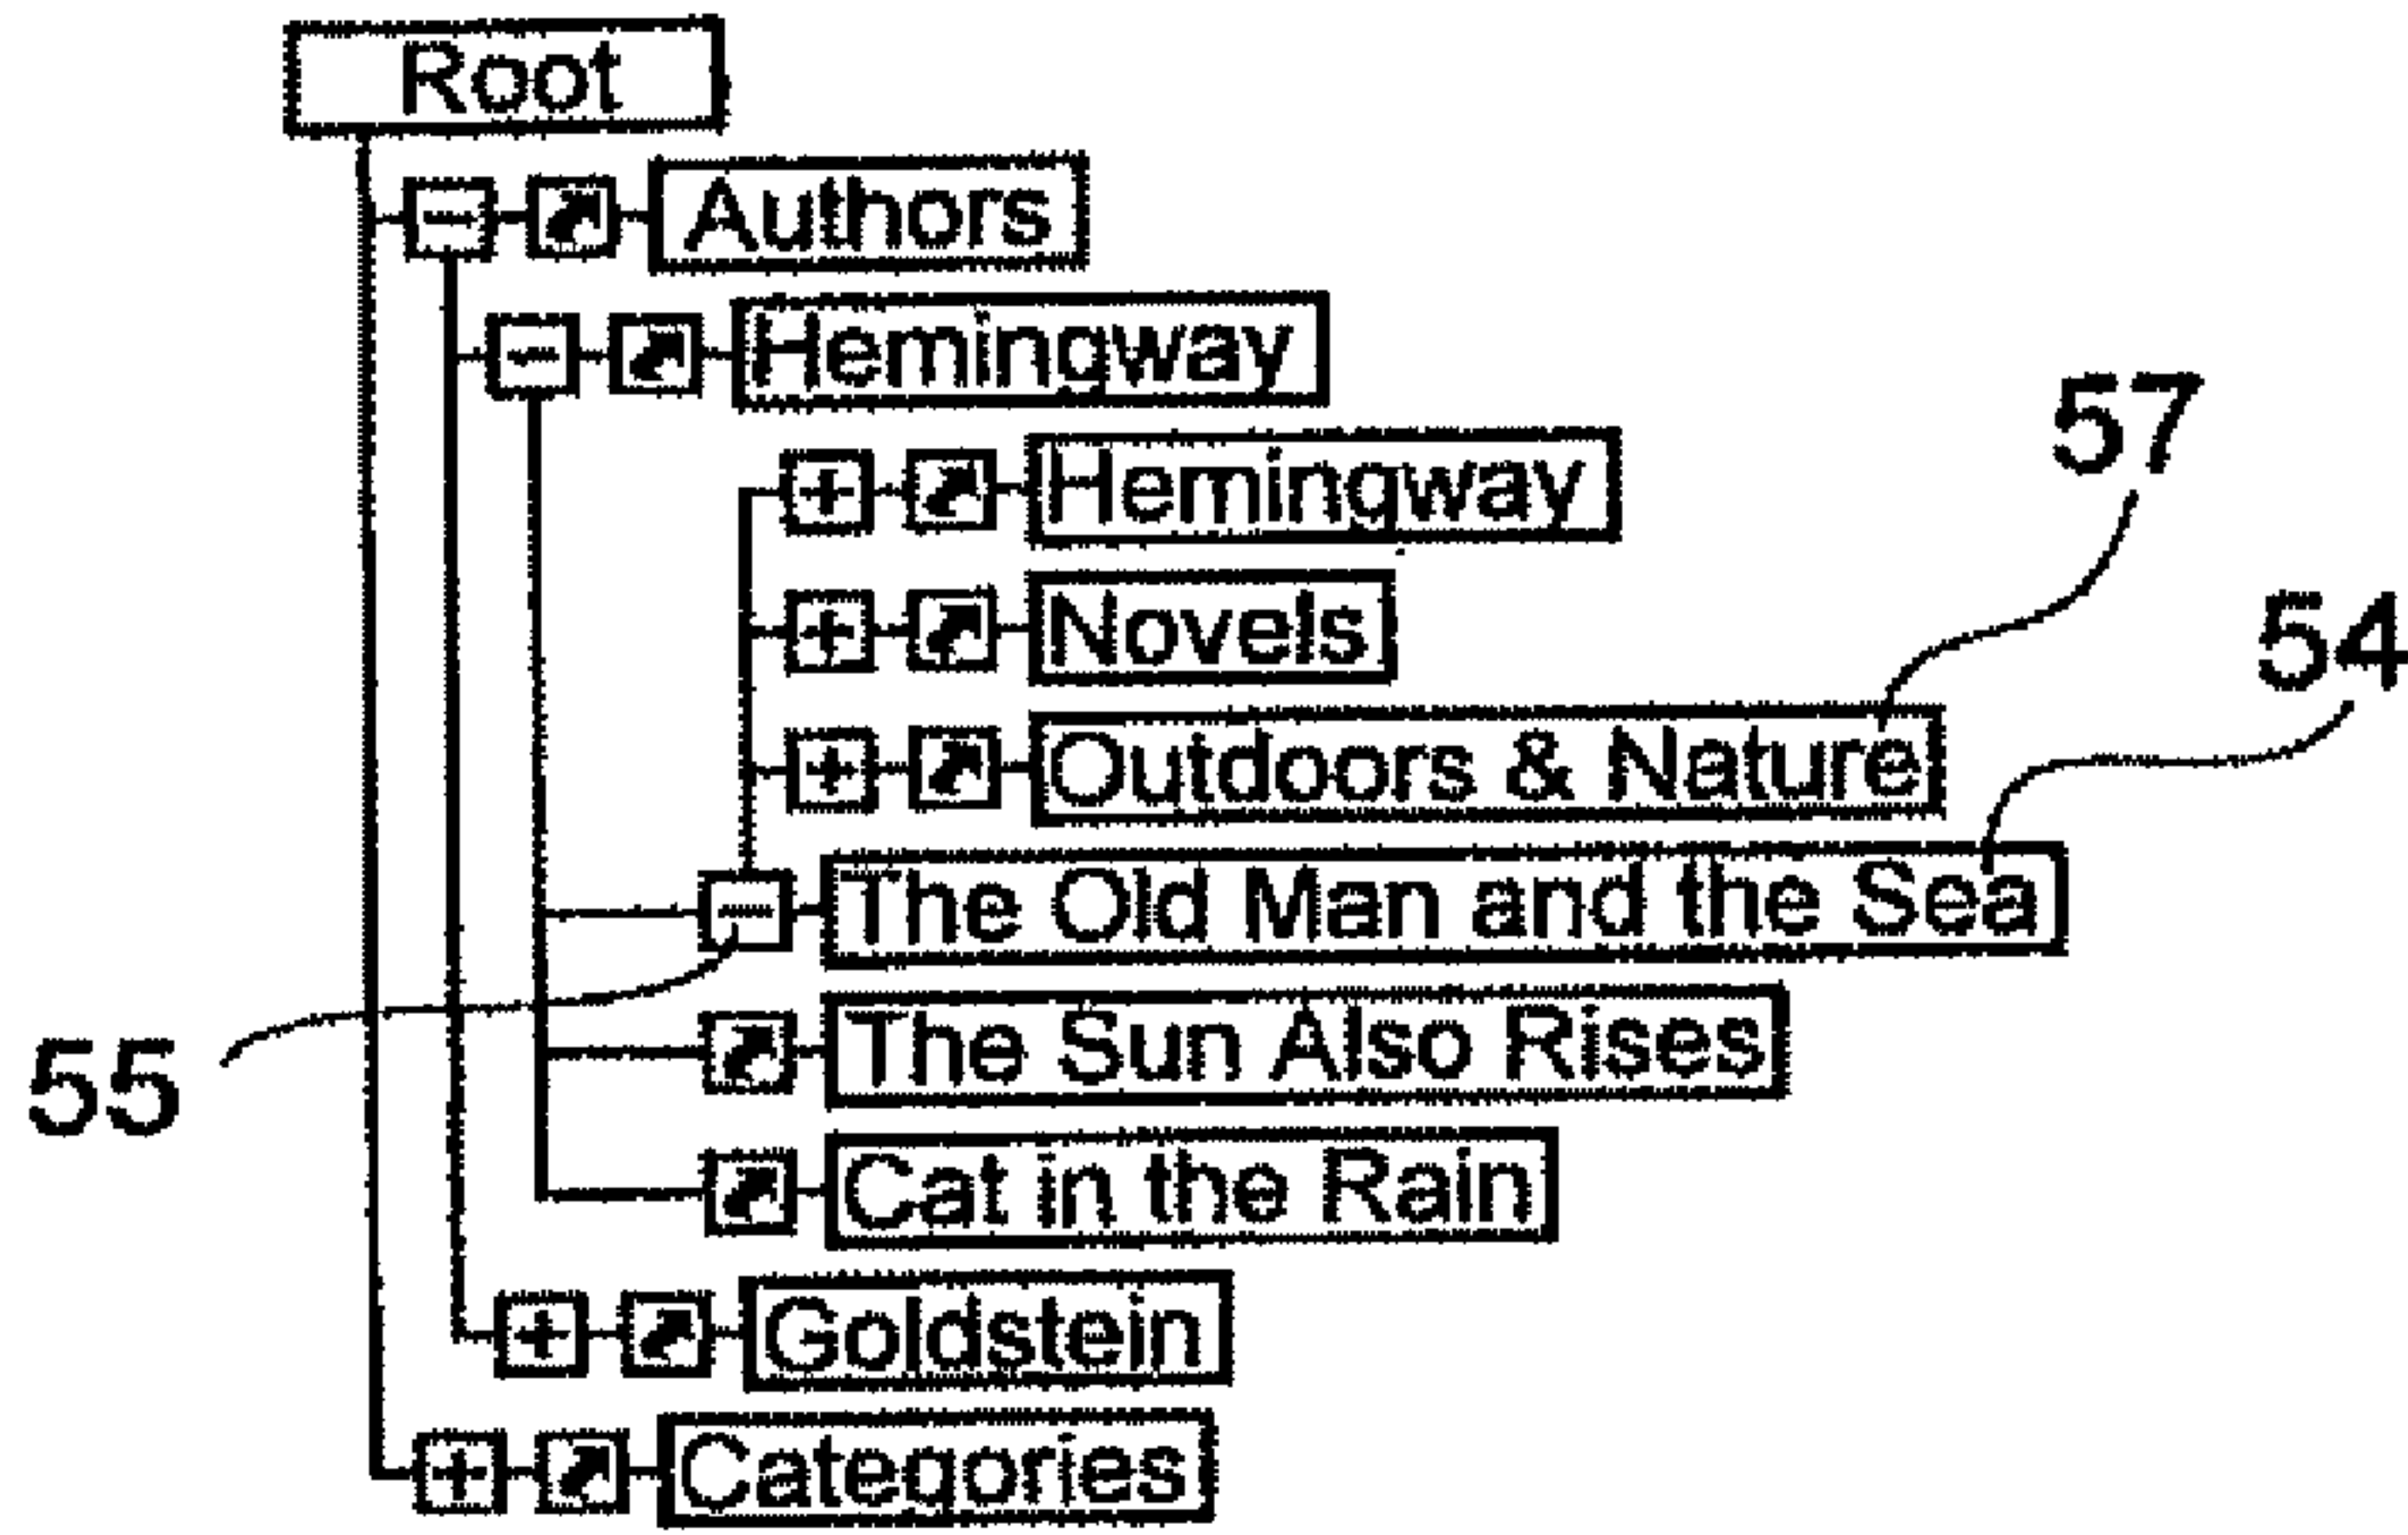 Root
Authors
Hemingway
57
Hemingway
54
Novels
Outdoors & Nature
The Old Man and the Sea
55
The Sun Also Rises
Cat in the Rain
Goldstein
Categories